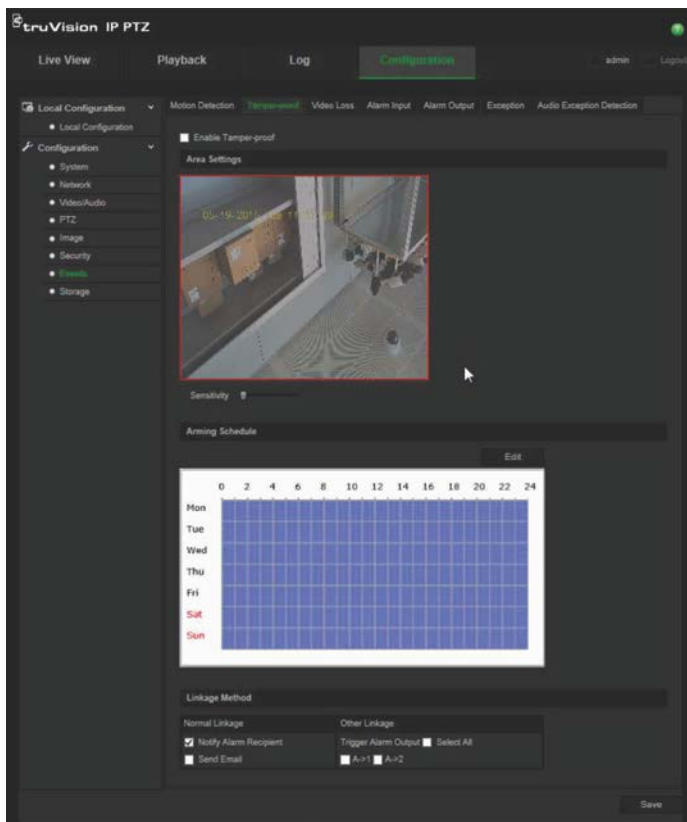 truVision IP PTZ
Live View Playback Log Configuration admin Logout
Local Configuration
Local Configuration
Configuration
System
Network
Video/Audio
PTZ
Image
Security
Events
Storage
Motion Detection Tamper-proof Video Loss Alarm Input Alarm Output Exception Audio Exception Detection
Enable Tamper-proof
Area Settings
Sensitivity
Arming Schedule
Edit
0 2 4 6 8 10 12 14 16 18 20 22 24
Mon
Tue
Wed
Thu
Fri
Sat
Sun
Linkage Method
Normal Linkage Other Linkage
Notify Alarm Recipient Trigger Alarm Output Select All
Send Email A->1 A->2
Save